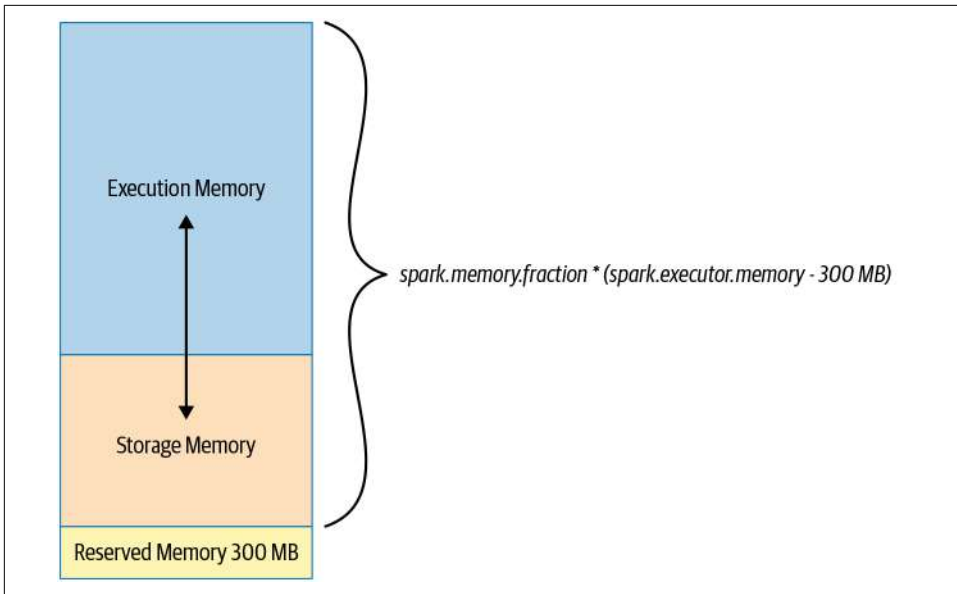 Execution Memory
spark.memory.fraction * (spark.executor.memory - 300 MB)
Storage Memory
Reserved Memory 300 MB